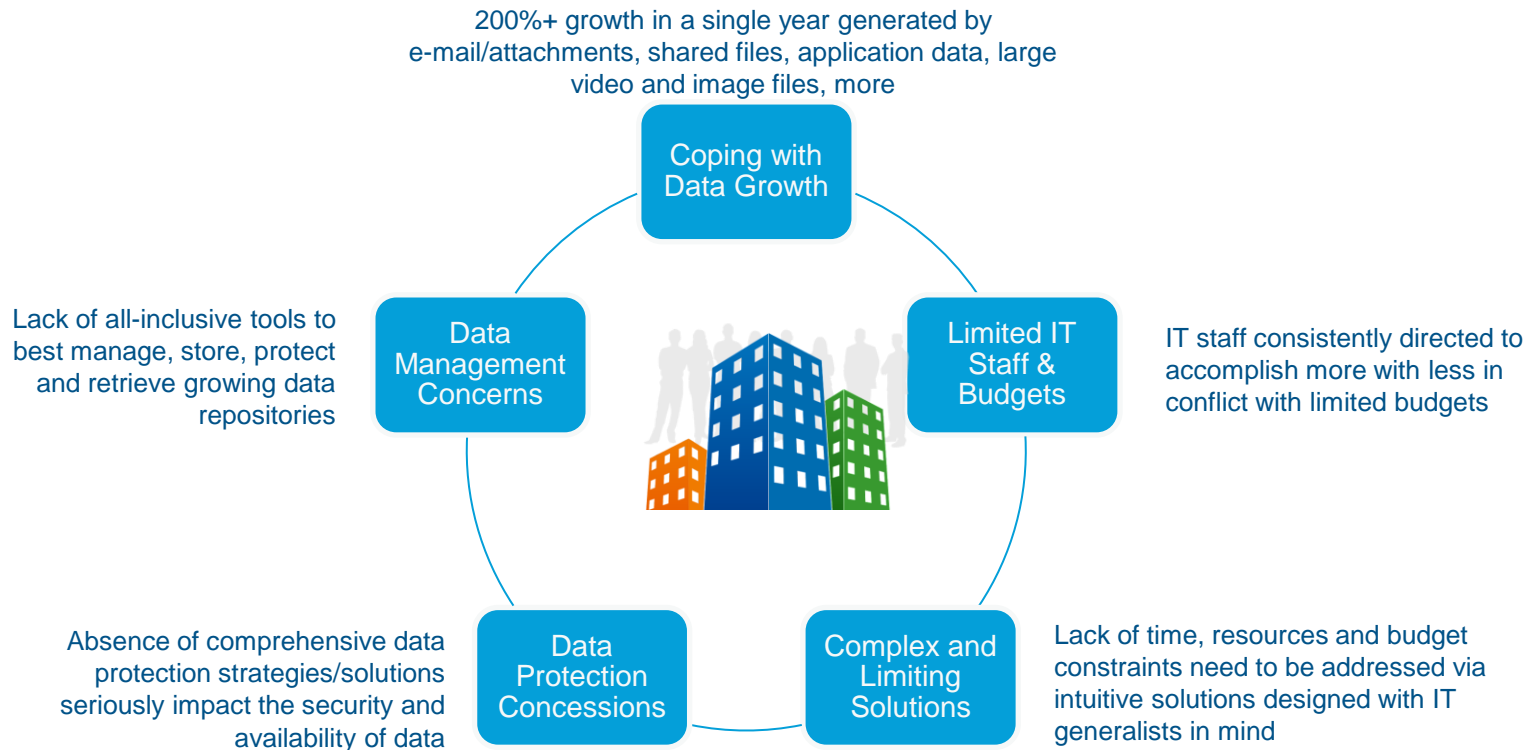 200%+ growth in a single year generated by
e-mail/attachments, shared files, application data, large
video and image files, more
Coping with
Data Growth
Limited IT
Staff &
Budgets
IT staff consistently directed to
accomplish more with less in
conflict with limited budgets
Complex and
Limiting
Solutions
Lack of time, resources and budget
constraints need to be addressed via
intuitive solutions designed with IT
generalists in mind
Data
Protection
Concessions
Absence of comprehensive data
protection strategies/solutions
seriously impact the security and
availability of data
Data
Management
Concerns
Lack of all-inclusive tools to
best manage, store, protect
and retrieve growing data
repositories